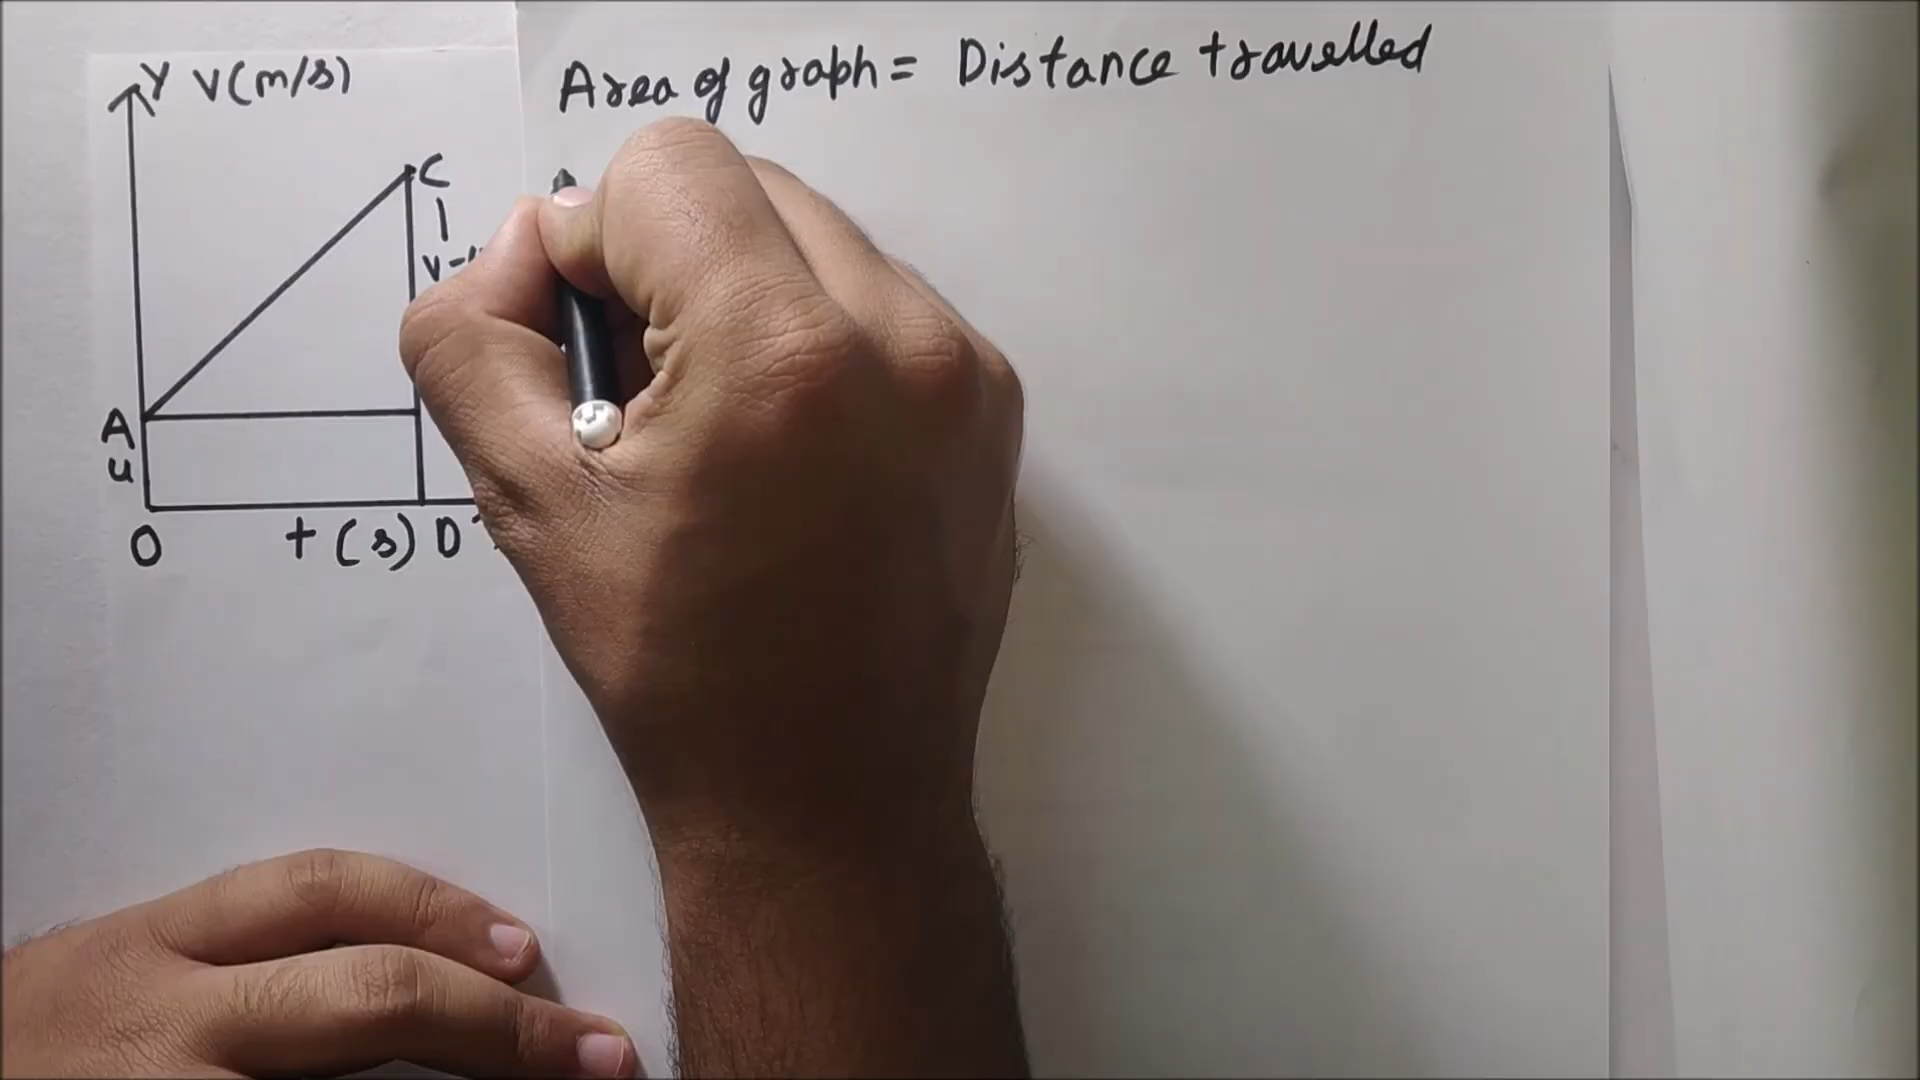 Area of graph = Distance travelled
Y V(m/s)
C
A
u
O t (s) D